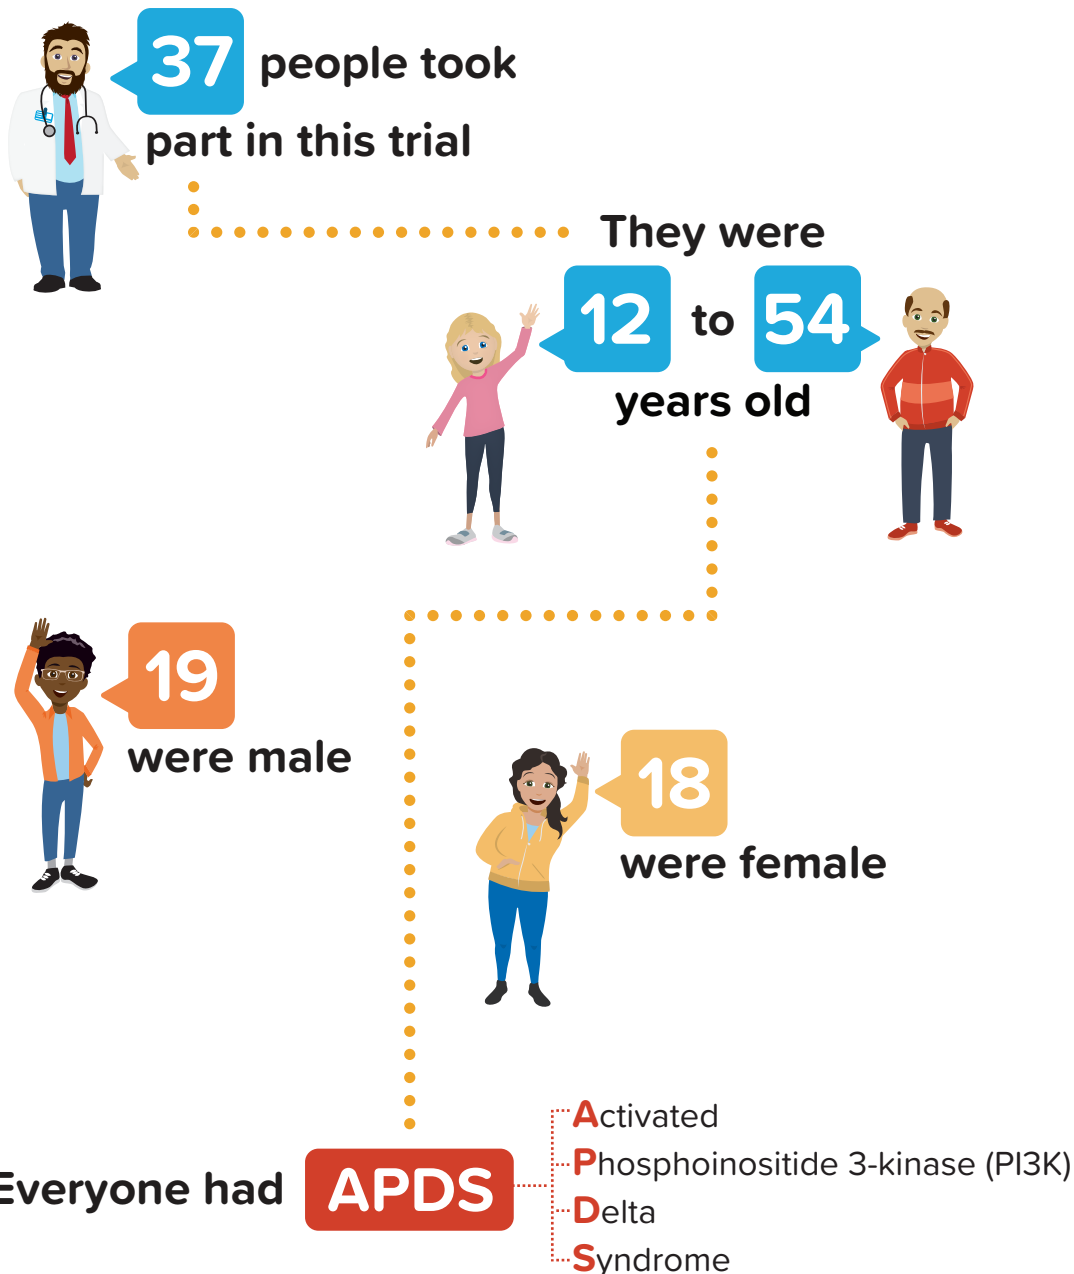 37 people took
part in this trial
They were
12 to 54
years old
19
were male
18
were female
Everyone had APDS
Activated
Phosphoinositide 3-kinase (PI3K)
Delta
Syndrome